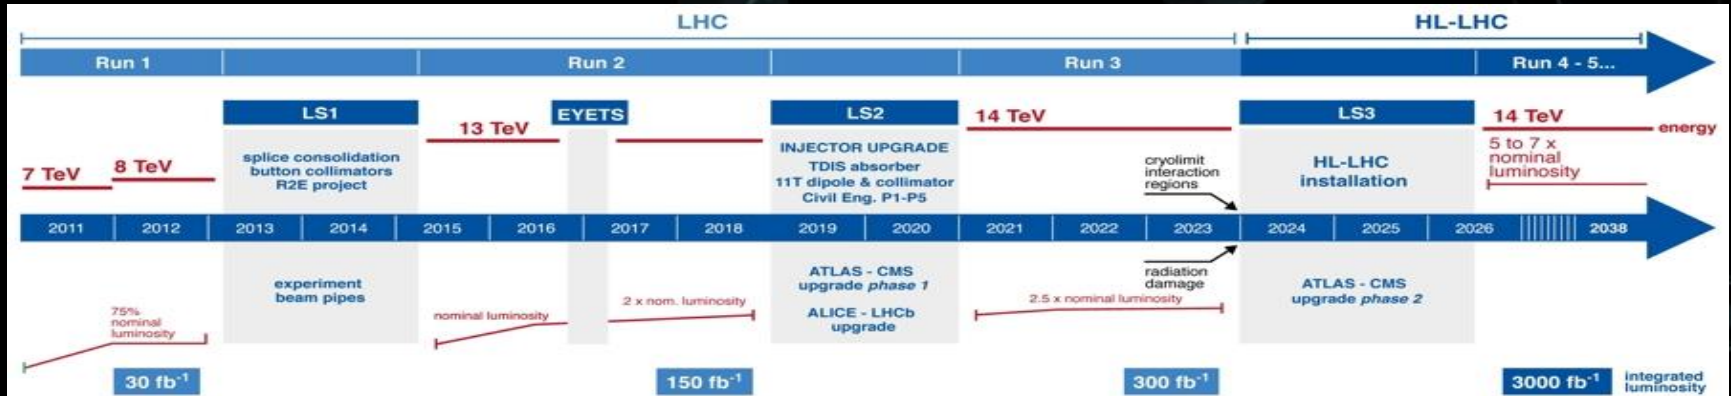 LHC
HL-LHC
Run 1
Run 2
Run 3
Run 4 - 5...
LS1
EYETS
LS2
LS3
7 TeV
8 TeV
13 TeV
14 TeV
14 TeV
energy
splice consolidation
button collimators
R2E project
INJECTOR UPGRADE
TDIS absorber
11T dipole & collimator
Civil Eng. P1-P5
cryolimit
interaction
regions
HL-LHC
installation
5 to 7 x
nominal
luminosity
2011
2012
2013
2014
2015
2016
2017
2018
2019
2020
2021
2022
2023
2024
2025
2026
2038
75%
nominal
luminosity
experiment
beam pipes
nominal luminosity
2 x nom. luminosity
ATLAS - CMS
upgrade phase 1
ALICE - LHCb
upgrade
2.5 x nominal luminosity
radiation
damage
ATLAS - CMS
upgrade phase 2
30 fb⁻¹
150 fb⁻¹
300 fb⁻¹
3000 fb⁻¹
integrated
luminosity